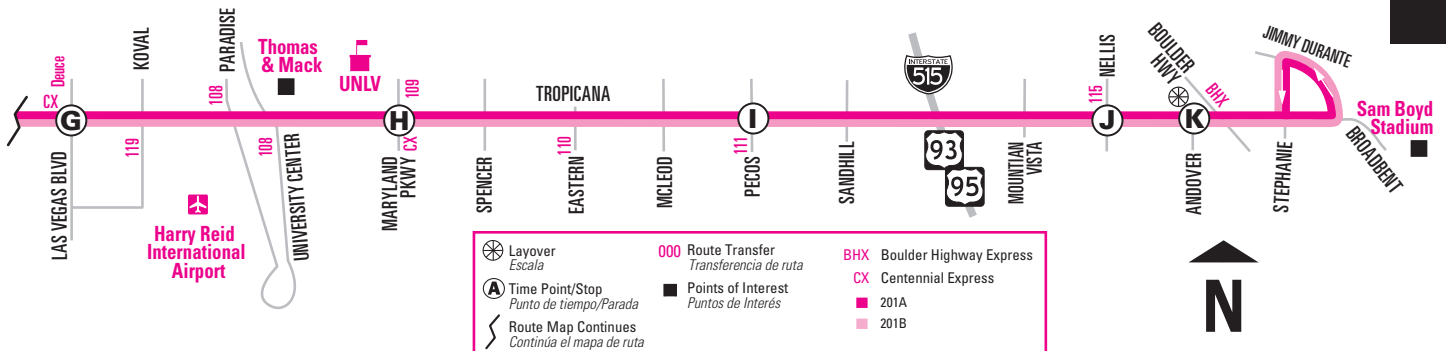 CX
Deuce
G
LAS VEGAS BLVD
KOVAL
119
PARADISE
108
Thomas
& Mack
108
UNIVERSITY CENTER
Harry Reid
International
Airport
UNLV
109
H
MARYLAND
PKWY
CX
SPENCER
TROPICANA
110
EASTERN
MCLEOD
I
111
PECOS
SANDHILL
INTERSTATE
515
93
95
MOUNTIAN
VISTA
NELLIS
115
J
BOULDER
HWY
BHX
K
ANDOVER
JIMMY DURANTE
STEPHANIE
Sam Boyd
Stadium
BROADBENT
Layover
Escala
A Time Point/Stop
Punto de tiempo/Parada
Route Map Continues
Continúa el mapa de ruta
000 Route Transfer
Transferencia de ruta
Points of Interest
Puntos de Interés
BHX Boulder Highway Express
CX Centennial Express
201A
201B
N